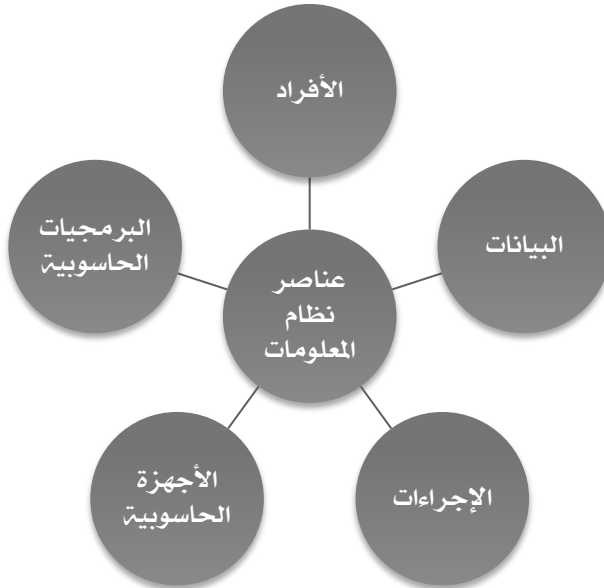 الأفراد
البيانات
البرمجيات
الحاسوبية
عناصر
نظام
المعلومات
الإجراءات
الأجهزة
الحاسوبية